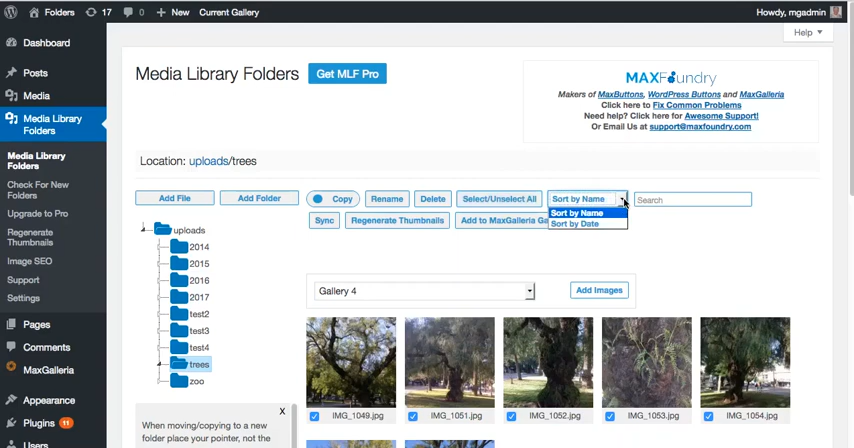 Folders 17 0 New Current Gallery Howdy, mgadmin
Help
Dashboard
Posts
Media
Media Library
Folders
Media Library
Folders
Check For New
Folders
Upgrade to Pro
Regenerate
Thumbnails
Image SEO
Support
Settings
Pages
Comments
MaxGalleria
Appearance
Plugins 11
Users
Media Library Folders Get MLF Pro
MAXFoundry
Makers of MaxButtons, WordPress Buttons and MaxGalleria
Click here to Fix Common Problems
Need help? Click here for Awesome Support!
Or Email Us at support@maxfoundry.com
Location: uploads/trees
Add File Add Folder Copy Rename Delete Select/Unselect All Sort by Name Search
Sort by Name
Sort by Date
Sync Regenerate Thumbnails Add to MaxGalleria Ga
uploads
2014
2015
2016
2017
test2
test3
test4
trees
zoo
Gallery 4 Add Images
IMG_1049.jpg IMG_1051.jpg IMG_1052.jpg IMG_1053.jpg IMG_1054.jpg
X
When moving/copying to a new
folder place your pointer, not the